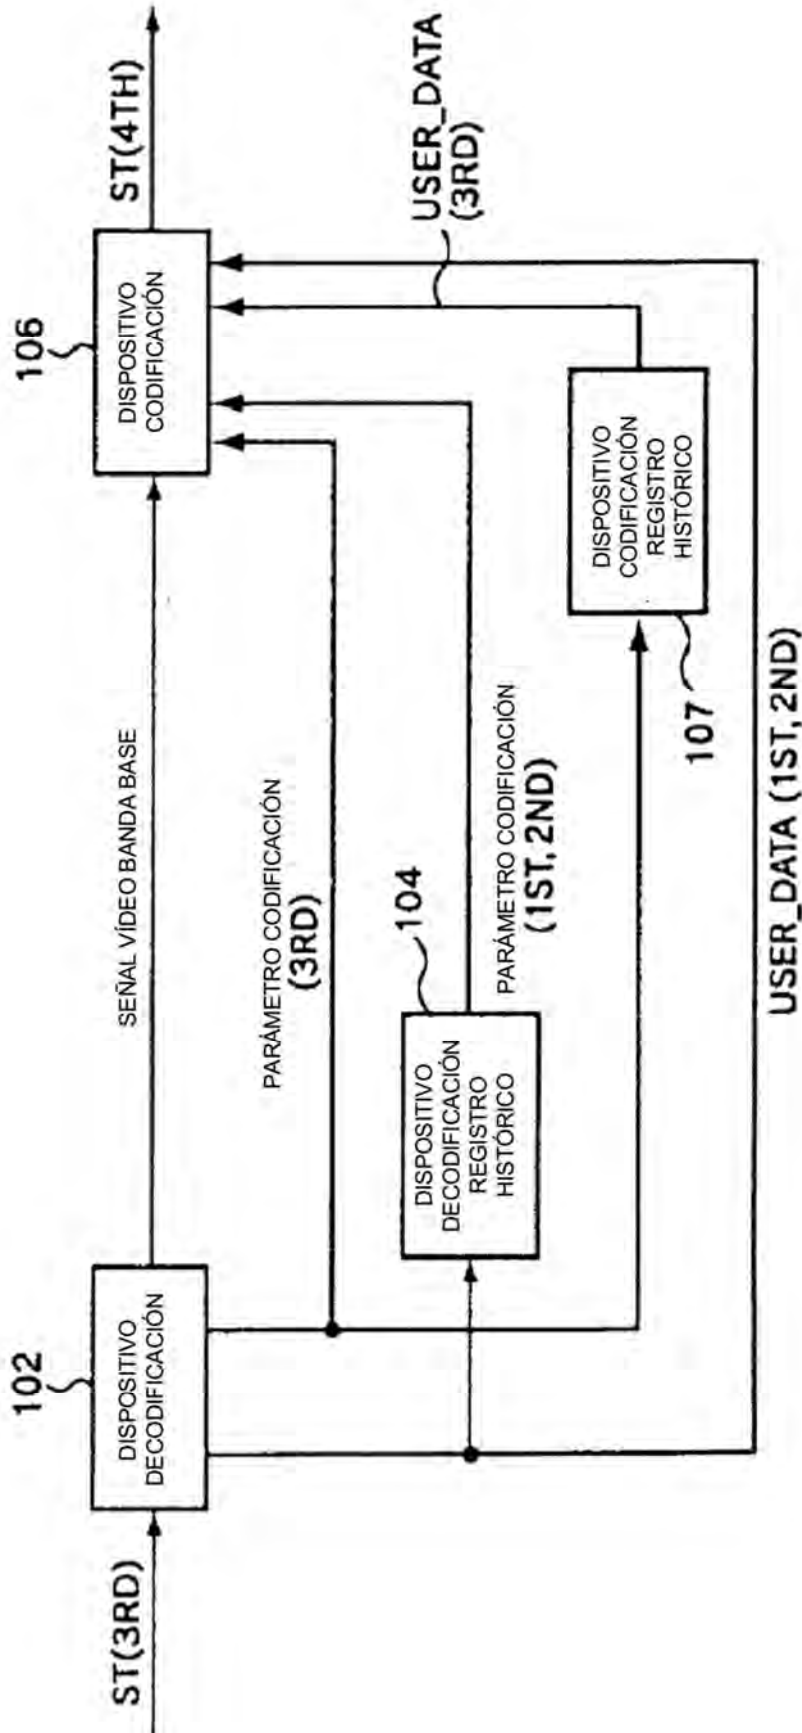 ST(3RD)
102
DISPOSITIVO
DECODIFICACIÓN
SEÑAL VÍDEO BANDA BASE
106
DISPOSITIVO
CODIFICACIÓN
ST(4TH)
PARÁMETRO CODIFICACIÓN
(3RD)
USER_DATA
(3RD)
104
DISPOSITIVO
DECODIFICACIÓN
REGISTRO
HISTÓRICO
PARÁMETRO CODIFICACIÓN
(1ST, 2ND)
DISPOSITIVO
CODIFICACIÓN
REGISTRO
HISTÓRICO
107
USER_DATA (1ST, 2ND)